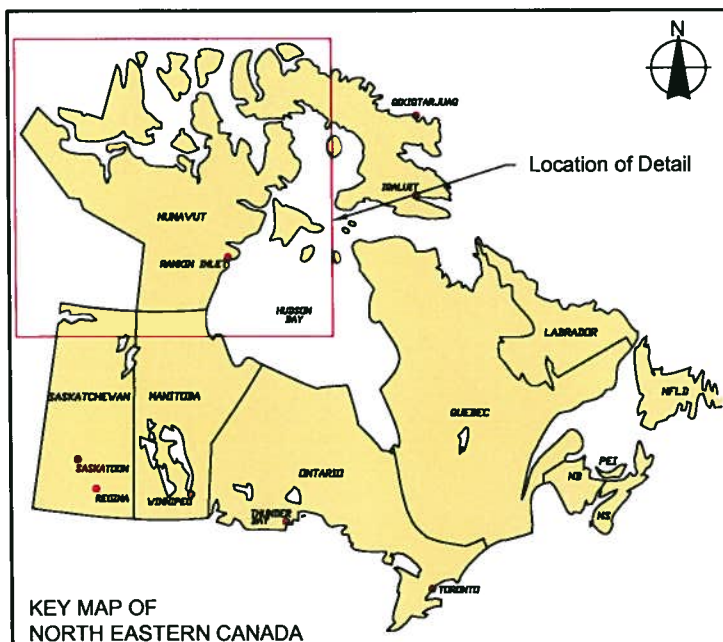 N
QIKIQTARJUAQ
Location of Detail
IQALUIT
NUNAVUT
RANKIN INLET
HUDSON
BAY
LABRADOR
SASKATCHEWAN
MANITOBA
NFLD
QUEBEC
ONTARIO
PEI
SASKATOON
NB
REGINA
WINNIPEG
THUNDER
BAY
NS
TORONTO
KEY MAP OF
NORTH EASTERN CANADA